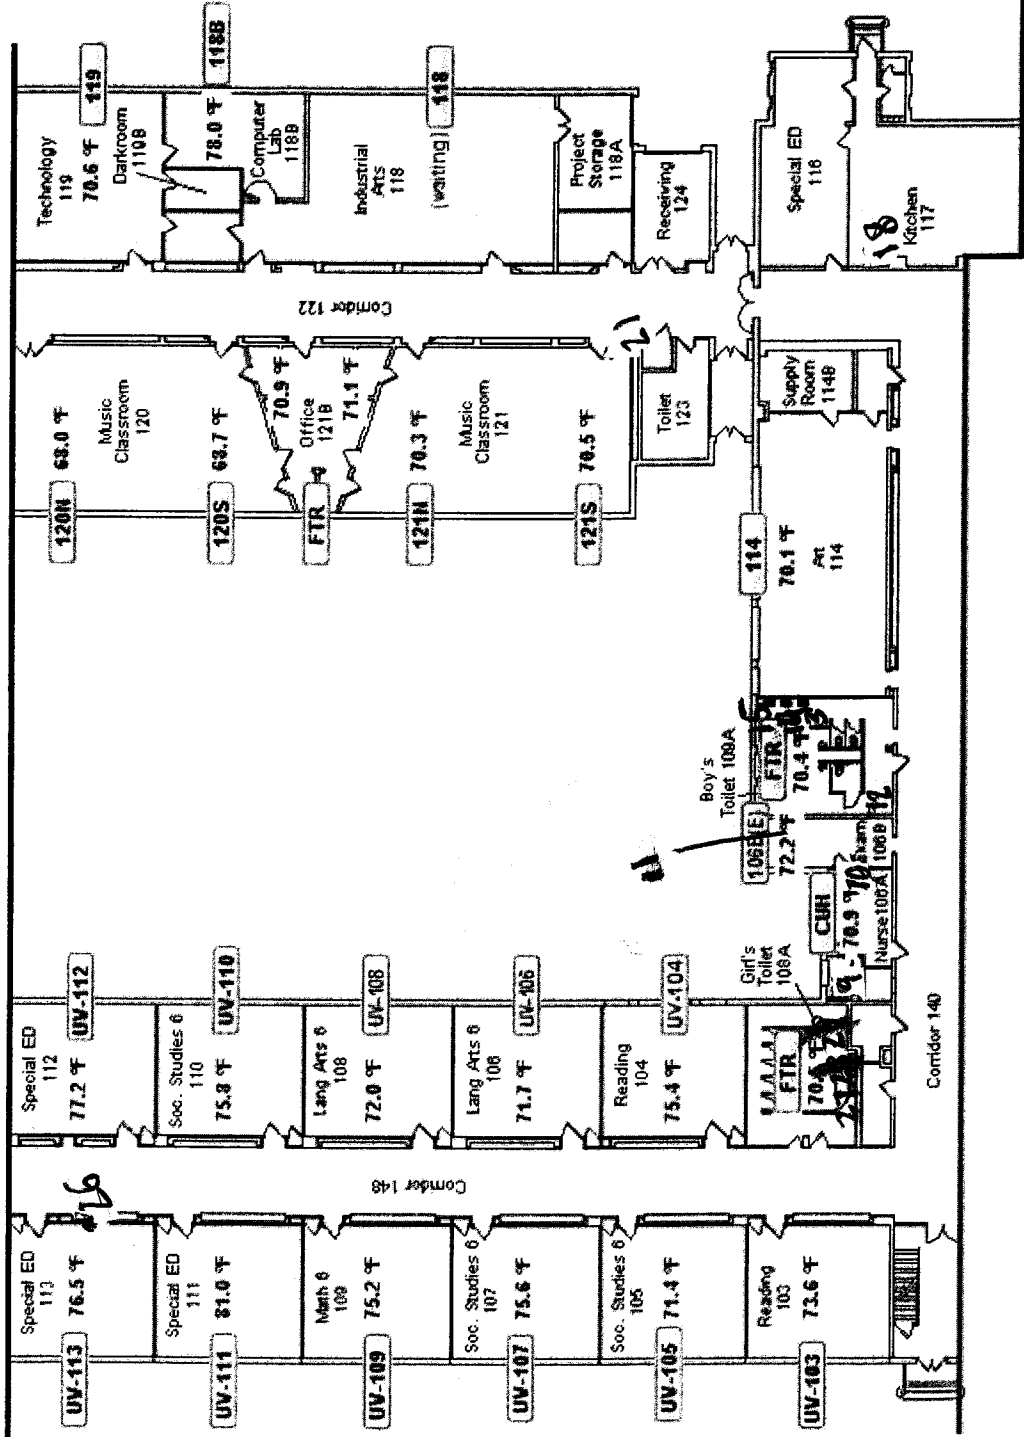 119
118B
118
Technology
119
70.6 °F
Darkroom
119B
78.0 °F
Computer
Lab
118B
Industrial
Arts
118
(waiting)
Project
Storage
118A
Receiving
124
Special ED
116
Kitchen
117
18
Corridor 122
68.0 °F
Music
Classroom
120
68.7 °F
70.9 °F
Office
121B
71.1 °F
70.3 °F
Music
Classroom
121
70.5 °F
Toilet
123
Supply
Room
114B
120N
120S
FTR
121N
121S
114
70.1 °F
Art
114
Boy's
Toilet 109A
FTR
70.4 °F
106B(E)
72.2 °F
Exam
106B
12
11
CUH
70.9 °F
10
Nurse 106A
9
Girl's
Toilet
108A
FTR
UV-112
UV-110
UV-108
UV-106
UV-104
Special ED
112
77.2 °F
Soc. Studies 6
110
75.8 °F
Lang Arts 6
108
72.0 °F
Lang Arts 6
106
71.7 °F
Reading
104
75.4 °F
Corridor 140
Corridor 148
Special ED
113
76.5 °F
Special ED
111
81.0 °F
Math 6
109
75.2 °F
Soc. Studies 6
107
75.6 °F
Soc. Studies 6
105
71.4 °F
Reading
103
73.6 °F
UV-113
UV-111
UV-109
UV-107
UV-105
UV-103